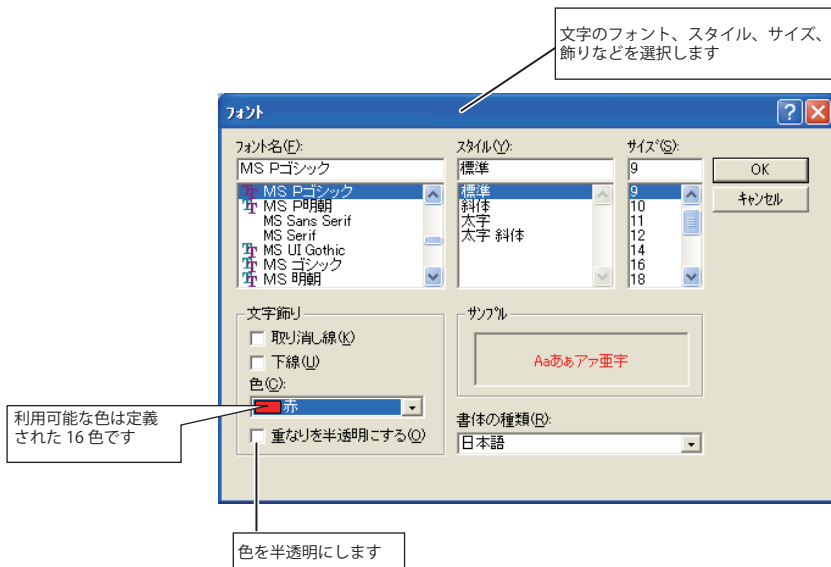 文字のフォント、スタイル、サイズ、
飾りなどを選択します
フォント
フォント名(F):
スタイル(Y):
サイズ(S):
MS Pゴシック
標準
9
OK
キャンセル
MS Pゴシック
MS P明朝
MS Sans Serif
MS Serif
MS UI Gothic
MS ゴシック
MS 明朝
標準
斜体
太字
太字 斜体
9
10
11
12
14
16
18
文字飾り
取り消し線(K)
下線(U)
色(C):
赤
重なりを半透明にする(O)
サンプル
Aaあぁアァ亜宇
書体の種類(R):
日本語
利用可能な色は定義
された 16 色です
色を半透明にします